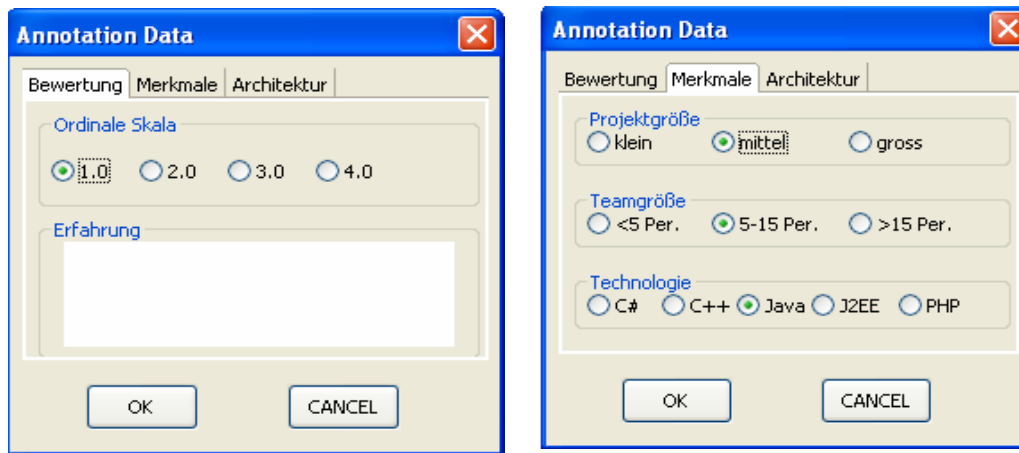 Annotation Data
Bewertung Merkmale Architektur
Ordinale Skala
1.0 2.0 3.0 4.0
Erfahrung
OK CANCEL
Annotation Data
Bewertung Merkmale Architektur
Projektgröße
klein mittel gross
Teamgröße
<5 Per. 5-15 Per. >15 Per.
Technologie
C# C++ Java J2EE PHP
OK CANCEL